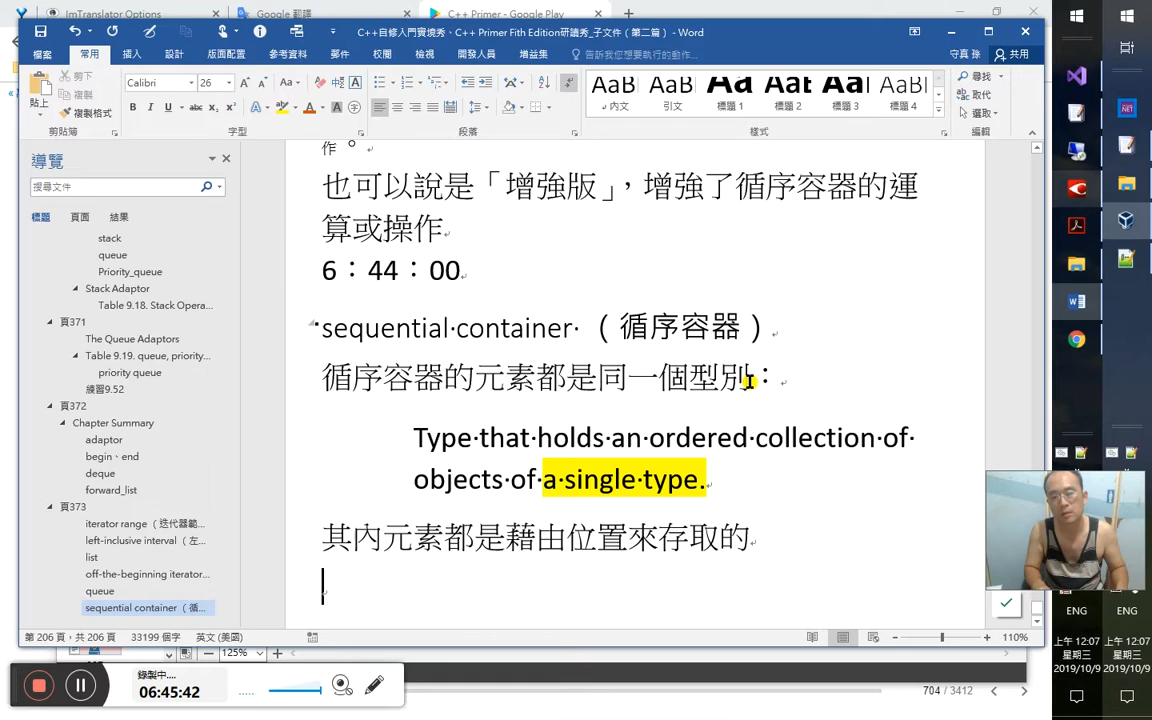 ImTranslator Options
Google 翻譯
C++ Primer - Google Play
C++自修入門實境秀、C++ Primer Fith Edition研讀秀_子文件（第二篇） - Word
檔案 常用 插入 設計 版面配置 參考資料 郵件 校閱 檢視 開發人員 增益集 告訴我您想要執行的動作... 守真 孫 共用
貼上
剪下
複製
複製格式
Calibri 26
AaB AaB Aa Aat Aal AaB
內文 引文 標題 1 標題 2 標題 3 標題 4
尋找
取代
選取
剪貼簿 字型 段落 樣式 編輯
導覽
搜尋文件
標題 頁面 結果
stack
queue
Priority_queue
Stack Adaptor
Table 9.18. Stack Opera...
頁371
The Queue Adaptors
Table 9.19. queue, priority...
priority queue
練習9.52
頁372
Chapter Summary
adaptor
begin、end
deque
forward_list
頁373
iterator range（迭代器範...
left-inclusive interval（左...
list
off-the-beginning iterator...
queue
sequential container（循...
作。
也可以說是「增強版」，增強了循序容器的運
算或操作
6：44：00
sequential container （循序容器）
循序容器的元素都是同一個型別：
Type that holds an ordered collection of
objects of a single type.
其內元素都是藉由位置來存取的
第 206 頁，共 206 頁 33199 個字 英文 (美國) 110%
125%
704 / 3412
錄製中...
06:45:42
ENG ENG
上午 12:07 上午 12:07
星期三 星期三
2019/10/9 2019/10/9